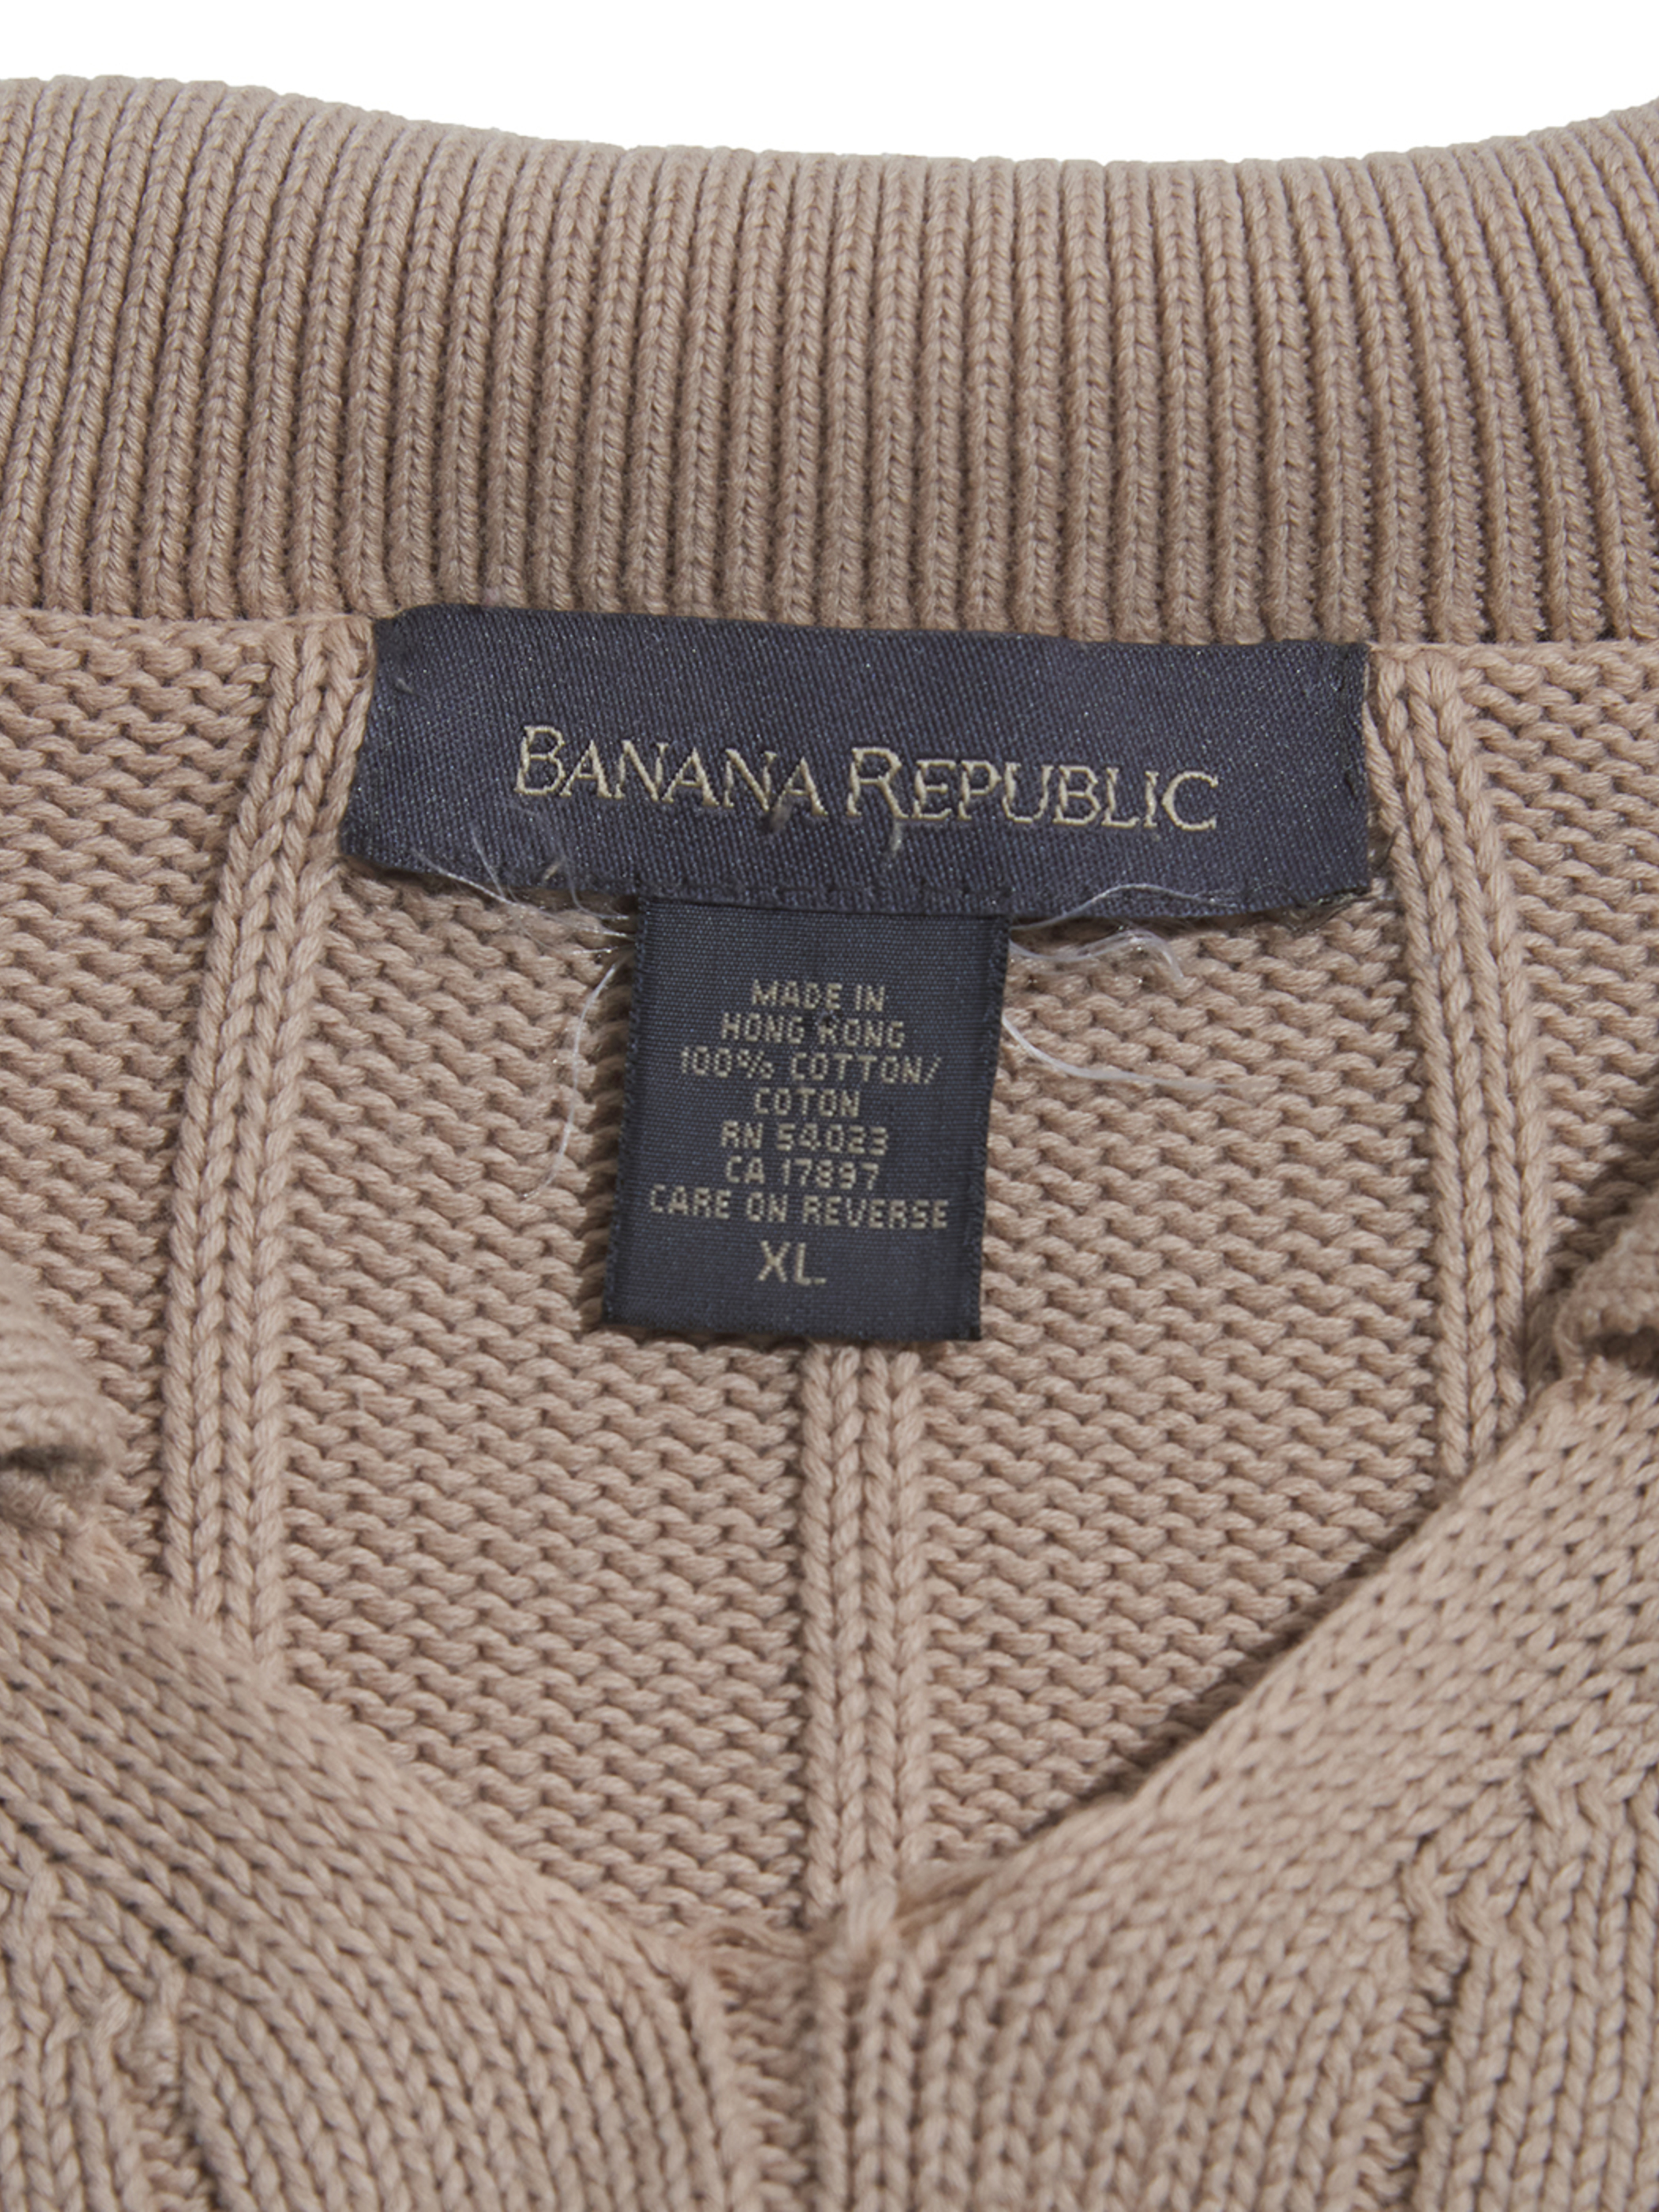 BANANA REPUBLIC
MADE IN
HONG KONG
100% COTTON/
COTON
RN 54023
CA 17897
CARE ON REVERSE
XL